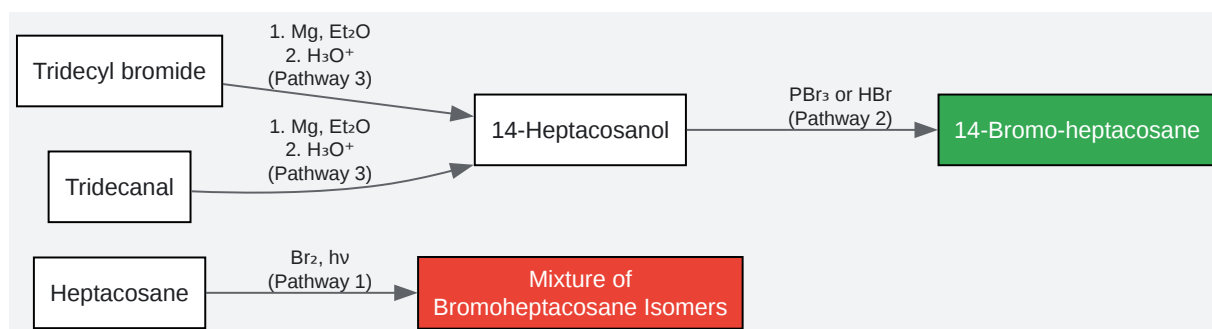 1. Mg, Et₂O
2. H₃O⁺
(Pathway 3)
Tridecyl bromide
PBr₃ or HBr
(Pathway 2)
14-Heptacosanol
14-Bromo-heptacosane
1. Mg, Et₂O
2. H₃O⁺
(Pathway 3)
Tridecanal
Br₂, hν
(Pathway 1)
Heptacosane
Mixture of
Bromoheptacosane Isomers